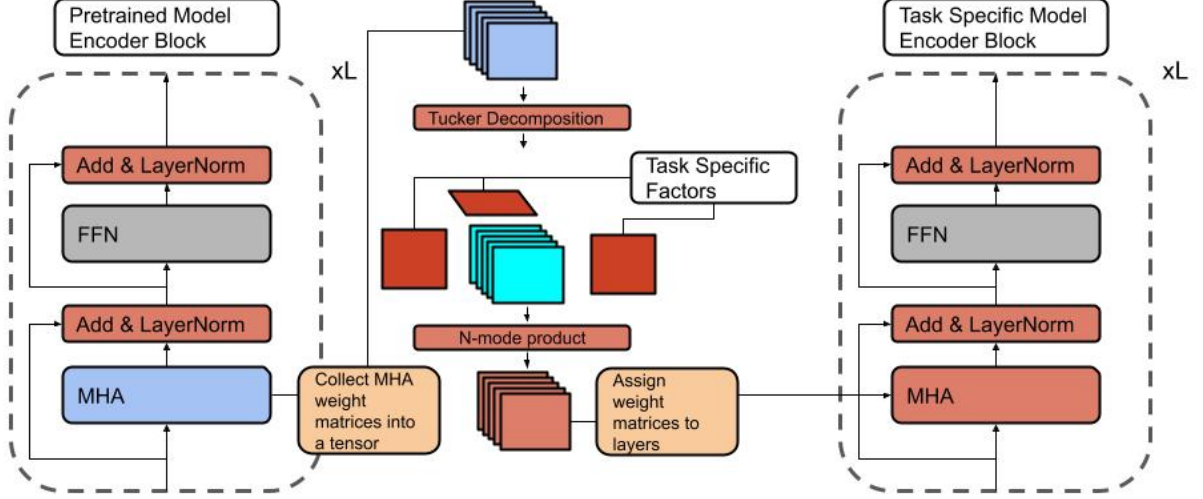 Pretrained Model
Encoder Block
xL
Add & LayerNorm
FFN
Add & LayerNorm
MHA
Collect MHA
weight
matrices into
a tensor
Tucker Decomposition
Task Specific
Factors
N-mode product
Assign
weight
matrices to
layers
Task Specific Model
Encoder Block
xL
Add & LayerNorm
FFN
Add & LayerNorm
MHA